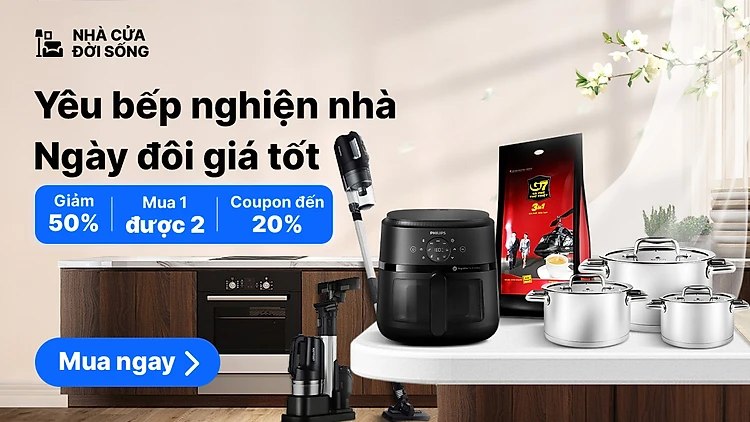 NHÀ CỬA
ĐỜI SỐNG
Yêu bếp nghiện nhà
Ngày đôi giá tốt
Giảm
50%
Mua 1
được 2
Coupon đến
20%
Mua ngay
PHILIPS
G7
3in1